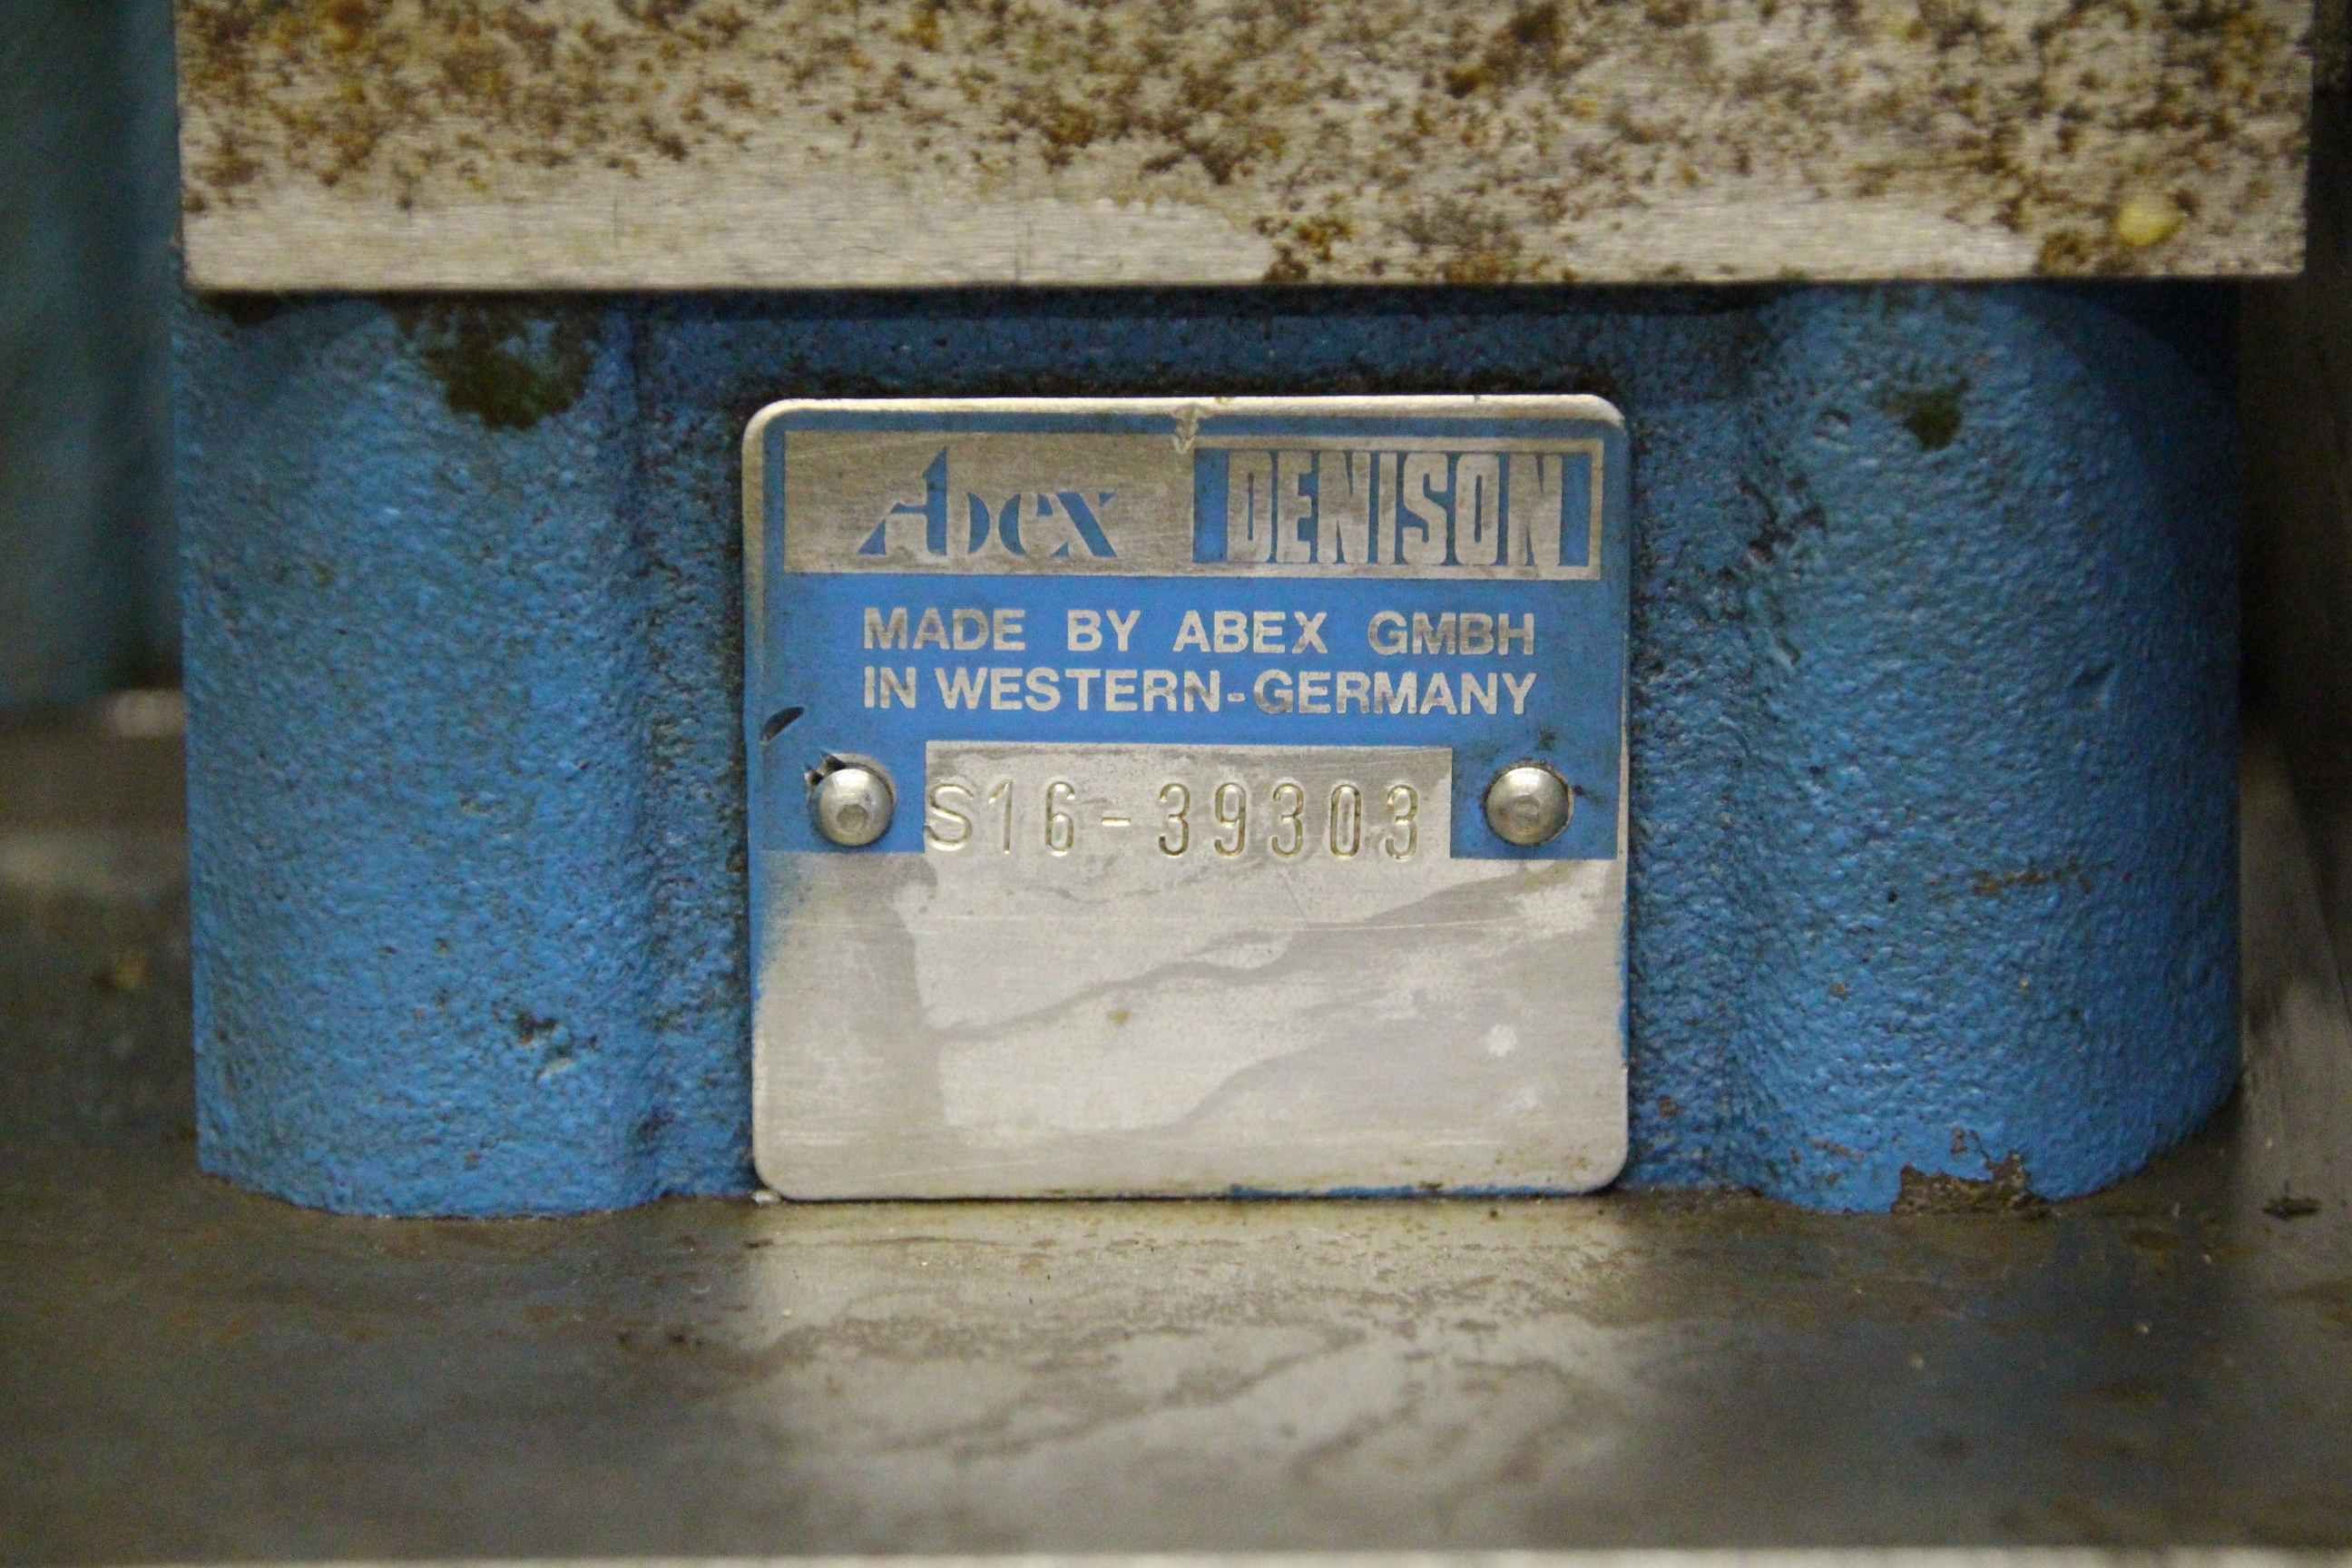 Abex DENISON
MADE BY ABEX GMBH
IN WESTERN-GERMANY
S16-39303